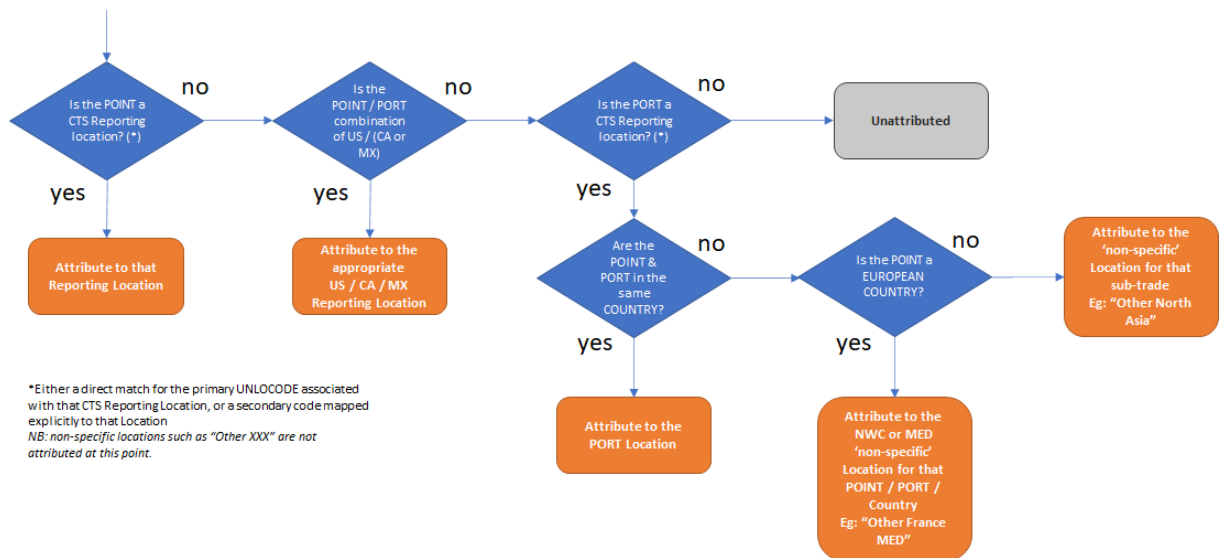 no
no
no
Is the POINT a
CTS Reporting
location? (*)
Is the
POINT / PORT
combination
of US / (CA or
MX)
Is the PORT a
CTS Reporting
location? (*)
Unattributed
yes
yes
yes
Attribute to that
Reporting Location
Attribute to the
appropriate
US / CA / MX
Reporting Location
Are the
POINT &
PORT in the
same
COUNTRY?
no
Is the POINT a
EUROPEAN
COUNTRY?
no
Attribute to the
‘non-specific’
Location for that
sub-trade
Eg: “Other North
Asia”
yes
yes
*Either a direct match for the primary UNLOCODE associated
with that CTS Reporting Location, or a secondary code mapped
explicitly to that Location
NB: non-specific locations such as “Other XXX” are not
attributed at this point.
Attribute to the
PORT Location
Attribute to the
NWC or MED
‘non-specific’
Location for that
POINT / PORT /
Country
Eg: “Other France
MED”